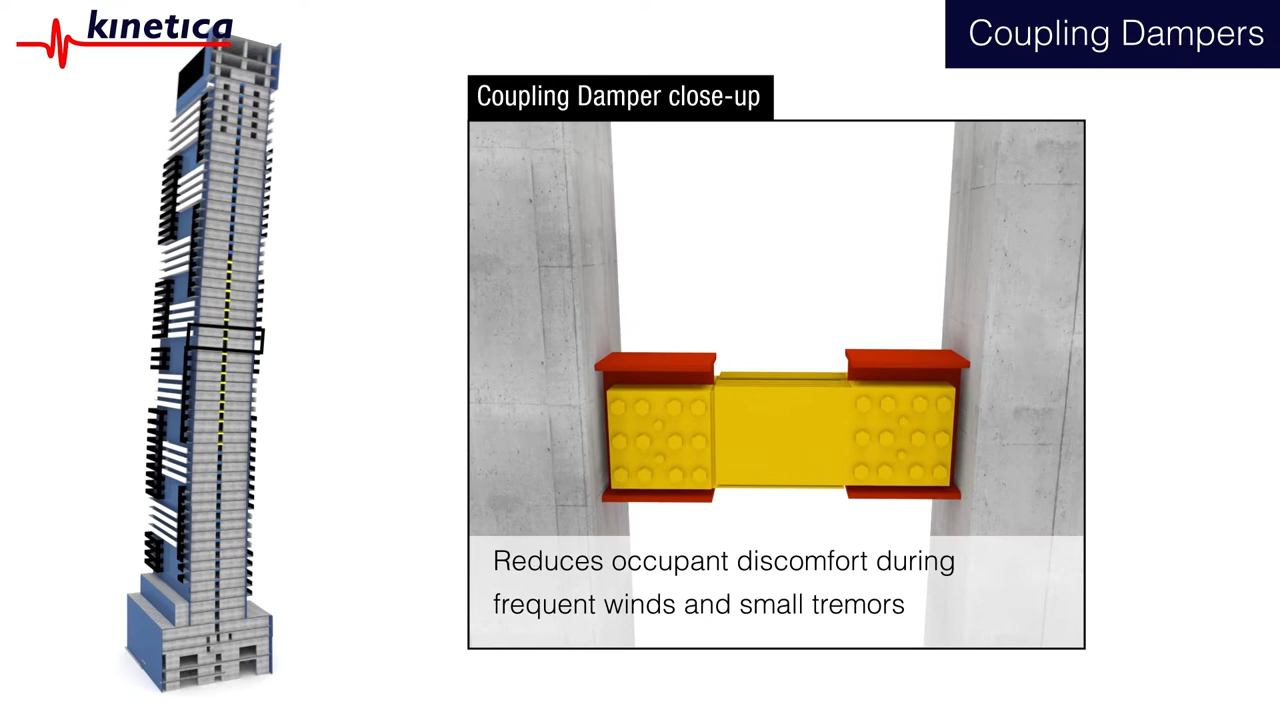 kinetica
Coupling Dampers
Coupling Damper close-up
Reduces occupant discomfort during
frequent winds and small tremors